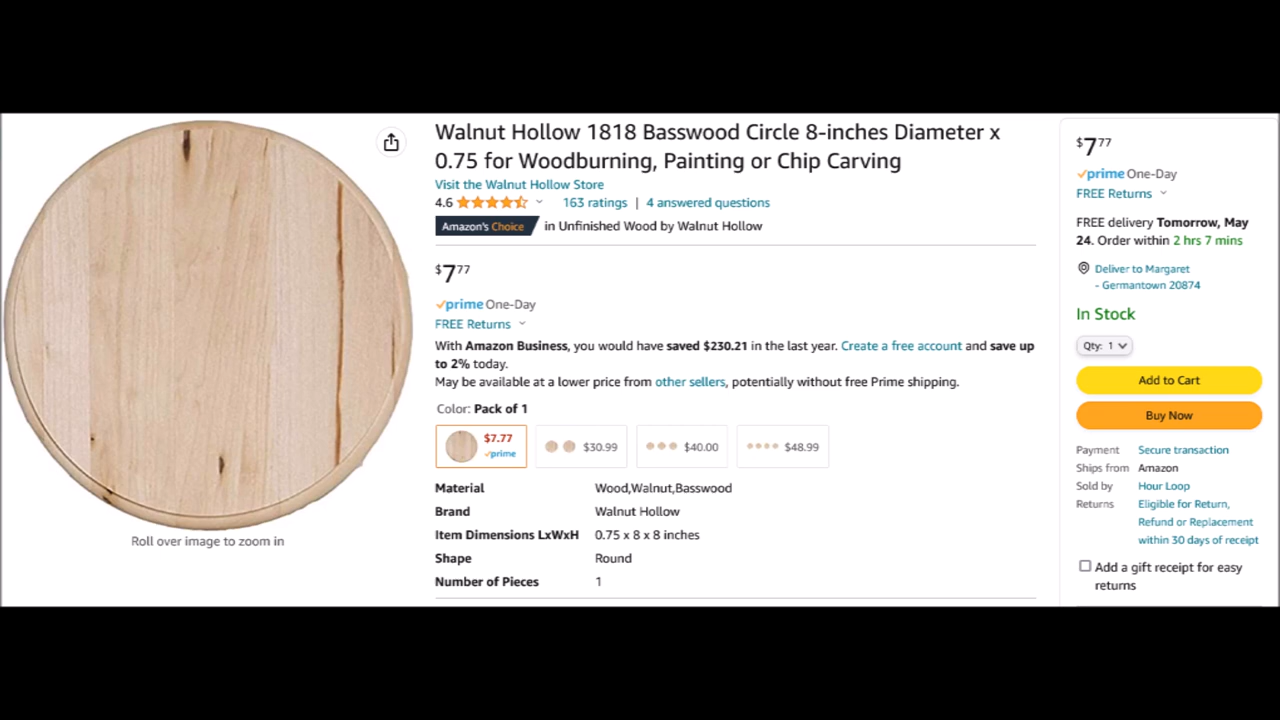 Walnut Hollow 1818 Basswood Circle 8-inches Diameter x
0.75 for Woodburning, Painting or Chip Carving
Visit the Walnut Hollow Store
4.6 163 ratings | 4 answered questions
Amazon's Choice in Unfinished Wood by Walnut Hollow
$7 77
prime One-Day
FREE Returns
With Amazon Business, you would have saved $230.21 in the last year. Create a free account and save up
to 2% today.
May be available at a lower price from other sellers, potentially without free Prime shipping.
Color: Pack of 1
$7.77
prime
$30.99
$40.00
$48.99
Material Wood,Walnut,Basswood
Brand Walnut Hollow
Item Dimensions LxWxH 0.75 x 8 x 8 inches
Shape Round
Number of Pieces 1
Roll over image to zoom in
$7 77
prime One-Day
FREE Returns
FREE delivery Tomorrow, May
24. Order within 2 hrs 7 mins
Deliver to Margaret
- Germantown 20874
In Stock
Qty: 1
Add to Cart
Buy Now
Payment Secure transaction
Ships from Amazon
Sold by Hour Loop
Returns Eligible for Return,
Refund or Replacement
within 30 days of receipt
Add a gift receipt for easy
returns